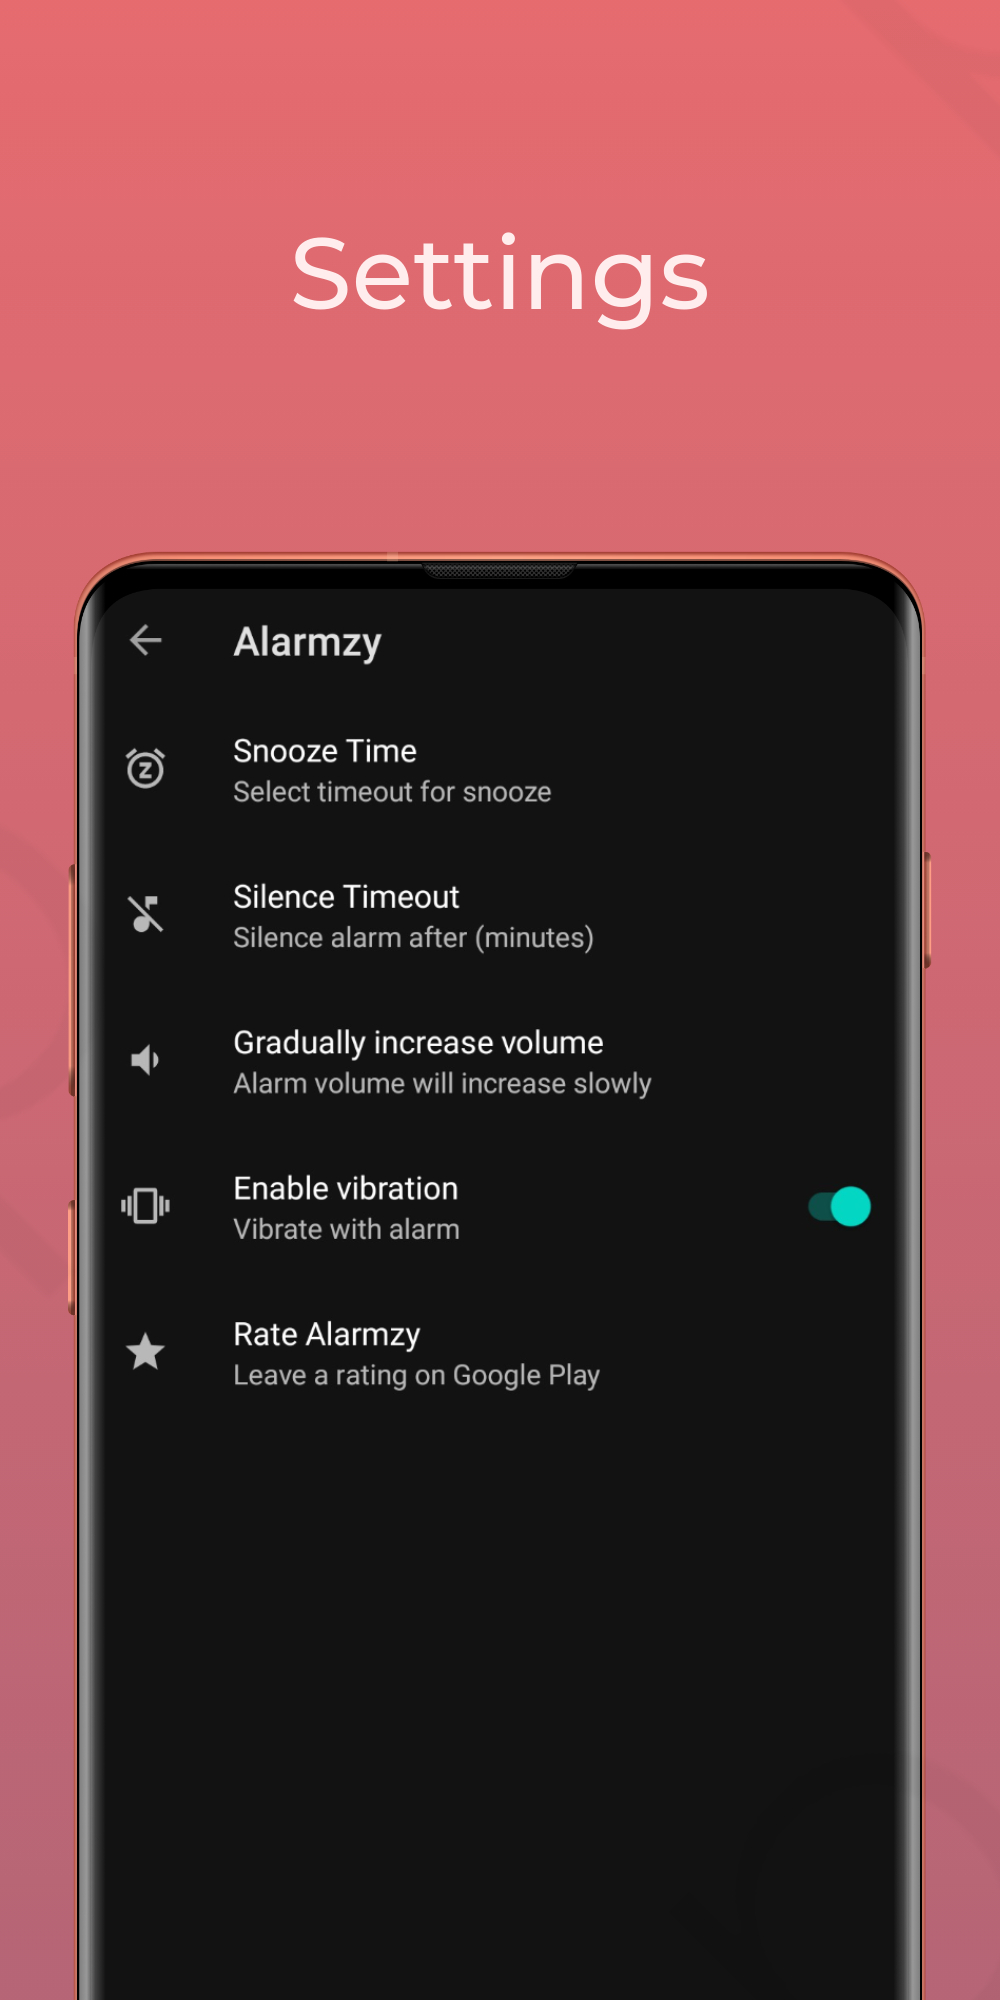 Settings
Alarmzy
Snooze Time
Select timeout for snooze
Silence Timeout
Silence alarm after (minutes)
Gradually increase volume
Alarm volume will increase slowly
Enable vibration
Vibrate with alarm
Rate Alarmzy
Leave a rating on Google Play